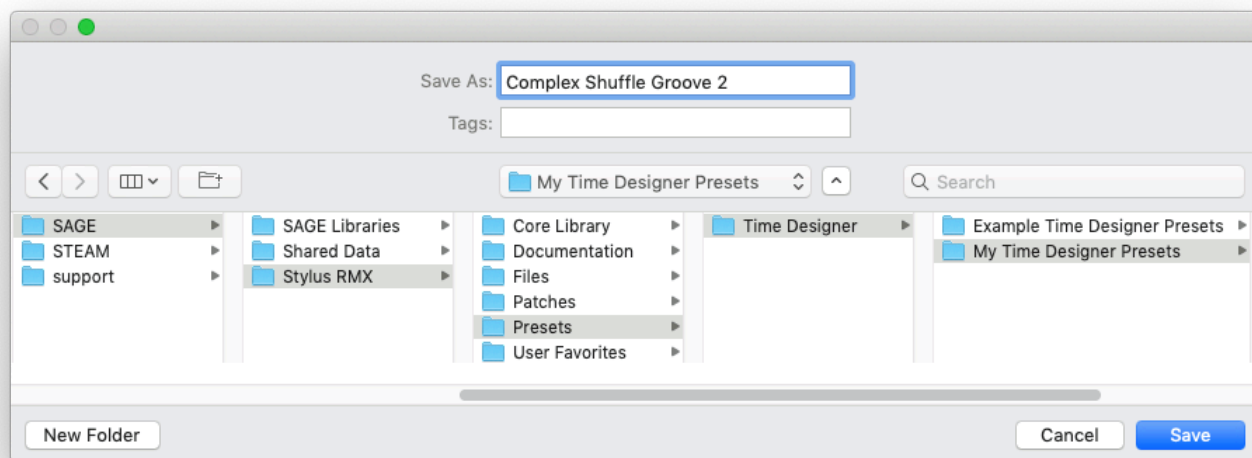 Save As: Complex Shuffle Groove 2
Tags:
My Time Designer Presets
Search
SAGE
STEAM
support
SAGE Libraries
Shared Data
Stylus RMX
Core Library
Documentation
Files
Patches
Presets
User Favorites
Time Designer
Example Time Designer Presets
My Time Designer Presets
New Folder
Cancel
Save